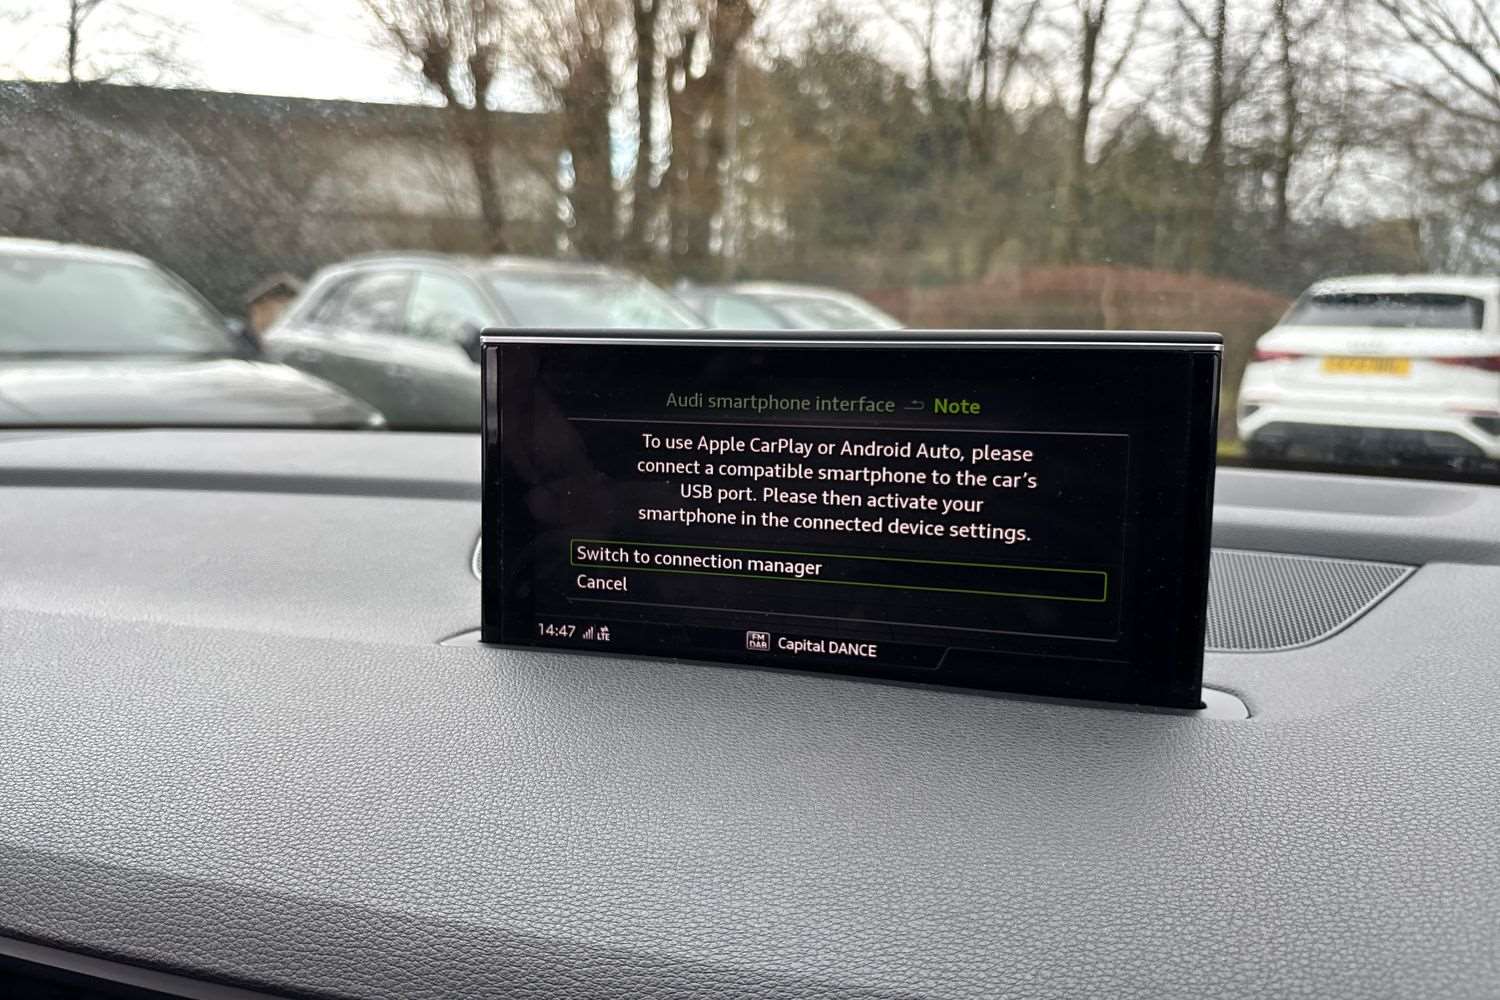 Audi smartphone interface Note
To use Apple CarPlay or Android Auto, please
connect a compatible smartphone to the car's
USB port. Please then activate your
smartphone in the connected device settings.
Switch to connection manager
Cancel
14:47 LTE FM DAB Capital DANCE